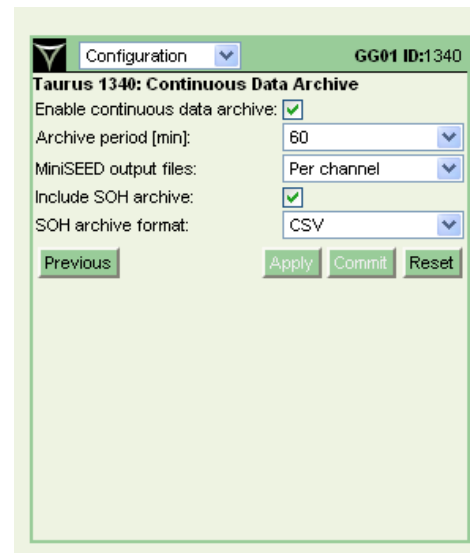 Configuration GG01 ID:1340
Taurus 1340: Continuous Data Archive
Enable continuous data archive:
Archive period [min]: 60
MiniSEED output files: Per channel
Include SOH archive:
SOH archive format: CSV
Previous Apply Commit Reset